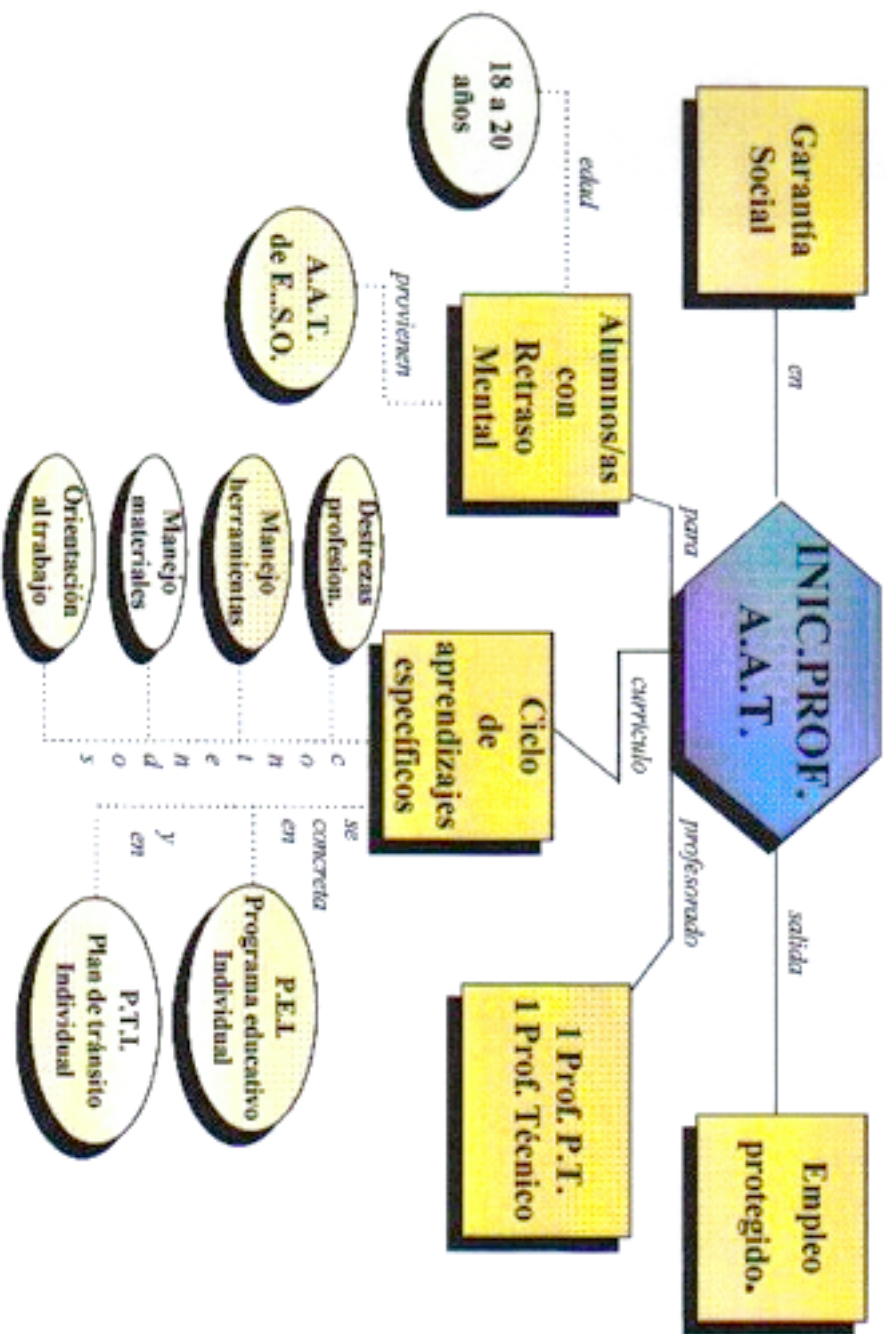 Garantía
Social
en
INIC.PROF.
A.A.T.
salida
Empleo
protegido.
para
currículo
profesorado
Alumnos/as
con
Retraso
Mental
edad
18 a 20
años
provienen
A.A.T.
de E..S.O.
Ciclo
de
aprendizajes
específicos
1 Prof. P.T.
1 Prof. Técnico
contendos
Destrezas
profesion.
Manejo
herramientas
Manejo
materiales
Orientación
al trabajo
se
concreta
en
P.E.I.
Programa educativo
Individual
y
en
P.T.I.
Plan de tránsito
Individual